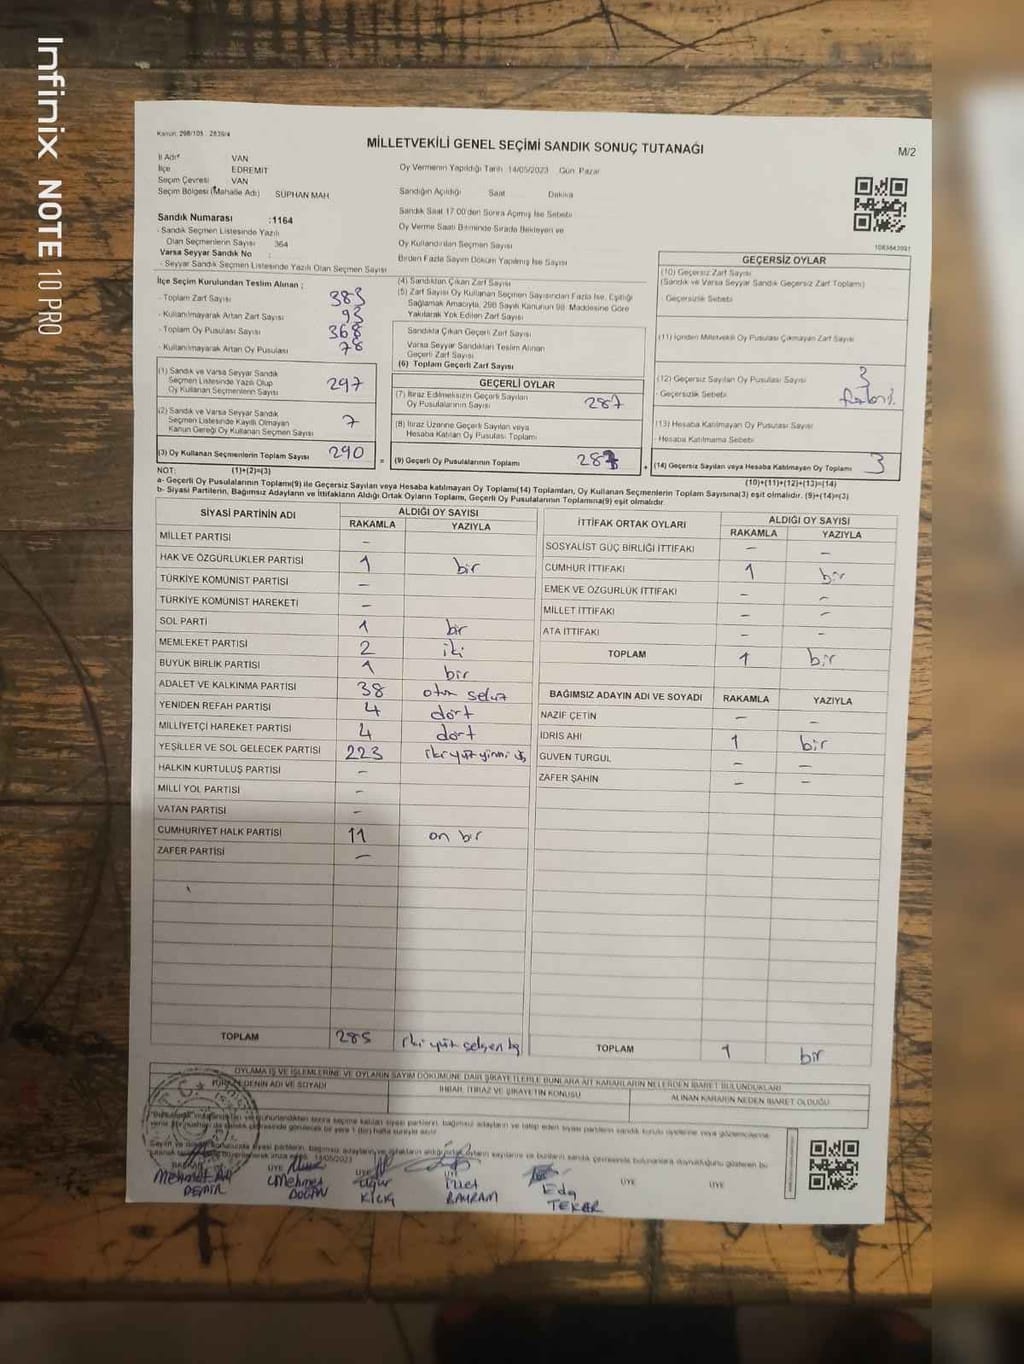 Infinix NOTE 10 PRO
Kanun: 298/105 - 2839/4
MİLLETVEKİLİ GENEL SEÇİMİ SANDIK SONUÇ TUTANAĞI
M/2
İl Adı VAN
İlçe EDREMIT
Seçim Çevresi VAN
Seçim Bölgesi (Mahalle Adı) SÜPHAN MAH
Sandık Numarası :1164
- Sandık Seçmen Listesinde Yazılı
Olan Seçmenlerin Sayısı 364
Varsa Seyyar Sandık No :
- Seyyar Sandık Seçmen Listesinde Yazılı Olan Seçmen Sayısı
Oy Vermenin Yapıldığı Tarih 14/05/2023 Gün Pazar
Sandığın Açıldığı Saat Dakika
Sandık Saat 17.00'den Sonra Açılmış İse Sebebi
Oy Verme Saati Bitiminde Sırada Bekleyen ve
Oy Kullandırılan Seçmen Sayısı
Birden Fazla Sayım Döküm Yapılmış İse Sayısı
İlçe Seçim Kurulundan Teslim Alınan ;
- Toplam Zarf Sayısı 383
- Kullanılmayarak Artan Zarf Sayısı 93
- Toplam Oy Pusulası Sayısı 368
- Kullanılmayarak Artan Oy Pusulası 78
(1) Sandık ve Varsa Seyyar Sandık
Seçmen Listesinde Yazılı Olup
Oy Kullanan Seçmenlerin Sayısı 297
(2) Sandık ve Varsa Seyyar Sandık
Seçmen Listesinde Kayıtlı Olmayan
Kanun Gereği Oy Kullanan Seçmen Sayısı 7
(3) Oy Kullanan Seçmenlerin Toplam Sayısı 290
(4) Sandıktan Çıkan Zarf Sayısı
(5) Zarf Sayısı Oy Kullanan Seçmen Sayısından Fazla İse, Eşitliği
Sağlamak Amacıyla, 298 Sayılı Kanunun 98. Maddesine Göre
Yakılarak Yok Edilen Zarf Sayısı
Sandıkta Çıkan Geçerli Zarf Sayısı
Varsa Seyyar Sandıktan Teslim Alınan
Geçerli Zarf Sayısı
(6) Toplam Geçerli Zarf Sayısı
GEÇERLİ OYLAR
(7) İtiraz Edilmeksizin Geçerli Sayılan
Oy Pusulalarının Sayısı 287
(8) İtiraz Üzerine Geçerli Sayılan veya
Hesaba Katılan Oy Pusulası Toplamı
= (9) Geçerli Oy Pusulalarının Toplamı 287
GEÇERSİZ OYLAR
(10) Geçersiz Zarf Sayısı
(Sandık ve Varsa Seyyar Sandık Geçersiz Zarf Toplamı)
- Geçersizlik Sebebi
(11) İçinden Milletvekili Oy Pusulası Çıkmayan Zarf Sayısı
(12) Geçersiz Sayılan Oy Pusulası Sayısı 3
- Geçersizlik Sebebi
(13) Hesaba Katılmayan Oy Pusulası Sayısı
- Hesaba Katılmama Sebebi
+ (14) Geçersiz Sayılan veya Hesaba Katılmayan Oy Toplamı 3
NOT: (1)+(2)=(3)
(10)+(11)+(12)+(13)=(14)
a- Geçerli Oy Pusulalarının Toplamı(9) ile Geçersiz Sayılan veya Hesaba katılmayan Oy Toplamı(14) Toplamları, Oy Kullanan Seçmenlerin Toplam Sayısına(3) eşit olmalıdır. (9)+(14)=(3)
b- Siyasi Partilerin, Bağımsız Adayların ve İttifakların Aldığı Ortak Oyların Toplamı, Geçerli Oy Pusulalarının Toplamına(9) eşit olmalıdır.
SİYASİ PARTİNİN ADI ALDIĞI OY SAYISI
RAKAMLA YAZIYLA
MİLLET PARTİSİ –
HAK VE ÖZGÜRLÜKLER PARTİSİ 1 bir
TÜRKİYE KOMÜNİST PARTİSİ –
TÜRKİYE KOMÜNİST HAREKETİ –
SOL PARTİ 1 bir
MEMLEKET PARTİSİ 2 iki
BÜYÜK BİRLİK PARTİSİ 1 bir
ADALET VE KALKINMA PARTİSİ 38 otuz sekiz
YENİDEN REFAH PARTİSİ 4 dört
MİLLİYETÇİ HAREKET PARTİSİ 4 dört
YEŞİLLER VE SOL GELECEK PARTİSİ 223 iki yüz yirmi üç
HALKIN KURTULUŞ PARTİSİ –
MİLLİ YOL PARTİSİ –
VATAN PARTİSİ –
CUMHURİYET HALK PARTİSİ 11 on bir
ZAFER PARTİSİ –
TOPLAM 285 iki yüz seksen beş
İTTİFAK ORTAK OYLARI ALDIĞI OY SAYISI
RAKAMLA YAZIYLA
SOSYALİST GÜÇ BİRLİĞİ İTTİFAKI – –
CUMHUR İTTİFAKI 1 bir
EMEK VE ÖZGÜRLÜK İTTİFAKI – –
MİLLET İTTİFAKI – –
ATA İTTİFAKI – –
TOPLAM 1 bir
BAĞIMSIZ ADAYIN ADI VE SOYADI RAKAMLA YAZIYLA
NAZİF ÇETİN – –
İDRİS AHİ 1 bir
GÜVEN TURGUL – –
ZAFER ŞAHİN – –
TOPLAM 1 bir
OYLAMA İŞ VE İŞLEMLERİNE VE OYLARIN SAYIM DÖKÜMÜNE DAİR ŞİKAYETLERLE BUNLARA AİT KARARLARIN NELERDEN İBARET BULUNDUKLARI
ADI VE SOYADI
İHBAR, İTİRAZ VE ŞİKAYETİN KONUSU
ALINAN KARARIN NEDEN İBARET OLDUĞU
14/05/2023
BAŞKAN ÜYE ÜYE ÜYE ÜYE ÜYE
Mehmet Ali DEMİR
Mehmet DOĞAN
Uğur KILIÇ
İzzet BAYRAM
Eda TEKER